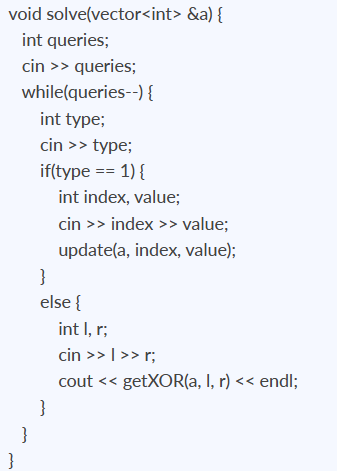 void solve(vector<int> &a) {
int queries;
cin >> queries;
while(queries--) {
int type;
cin >> type;
if(type == 1) {
int index, value;
cin >> index >> value;
update(a, index, value);
}
else {
int l, r;
cin >> l >> r;
cout << getXOR(a, l, r) << endl;
}
}
}